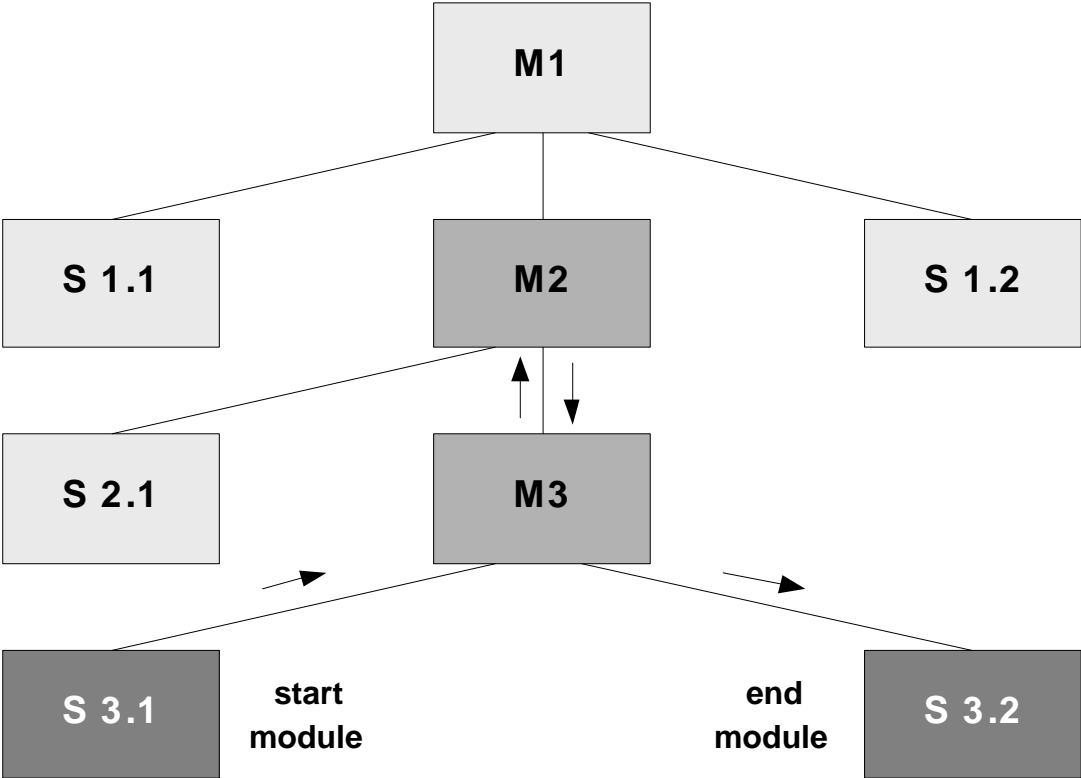 M1
S 1.1
M2
S 1.2
S 2.1
M3
S 3.1
start
module
end
module
S 3.2